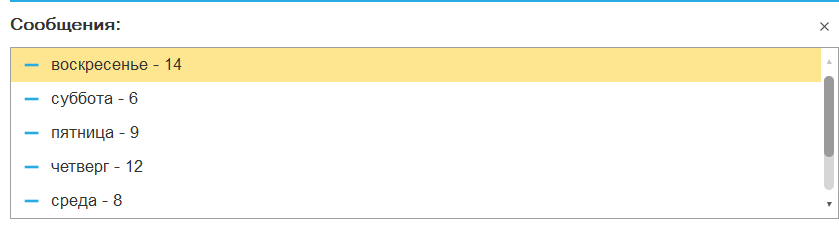 Сообщения:
воскресенье - 14
суббота - 6
пятница - 9
четверг - 12
среда - 8